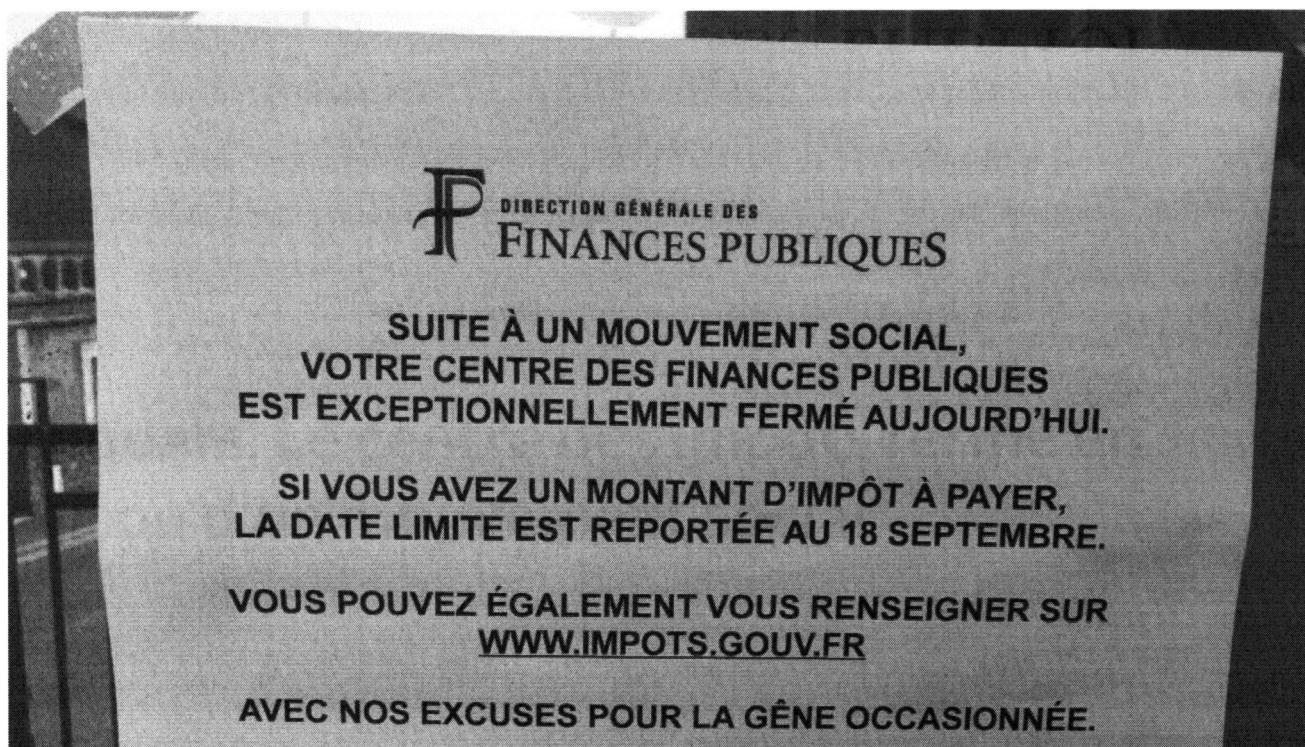 DIRECTION GÉNÉRALE DES
FINANCES PUBLIQUES
SUITE À UN MOUVEMENT SOCIAL,
VOTRE CENTRE DES FINANCES PUBLIQUES
EST EXCEPTIONNELLEMENT FERMÉ AUJOURD'HUI.
SI VOUS AVEZ UN MONTANT D'IMPÔT À PAYER,
LA DATE LIMITE EST REPORTÉE AU 18 SEPTEMBRE.
VOUS POUVEZ ÉGALEMENT VOUS RENSEIGNER SUR
WWW.IMPOTS.GOUV.FR
AVEC NOS EXCUSES POUR LA GÊNE OCCASIONNÉE.